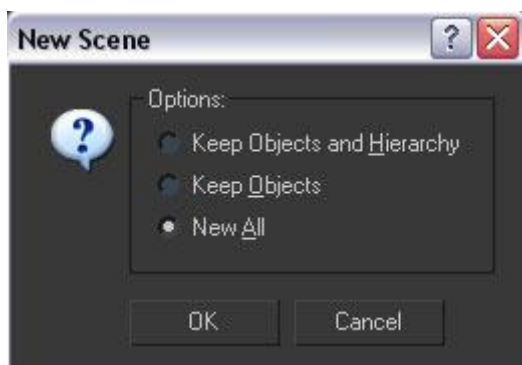 New Scene
Options:
Keep Objects and Hierarchy
Keep Objects
New All
OK Cancel